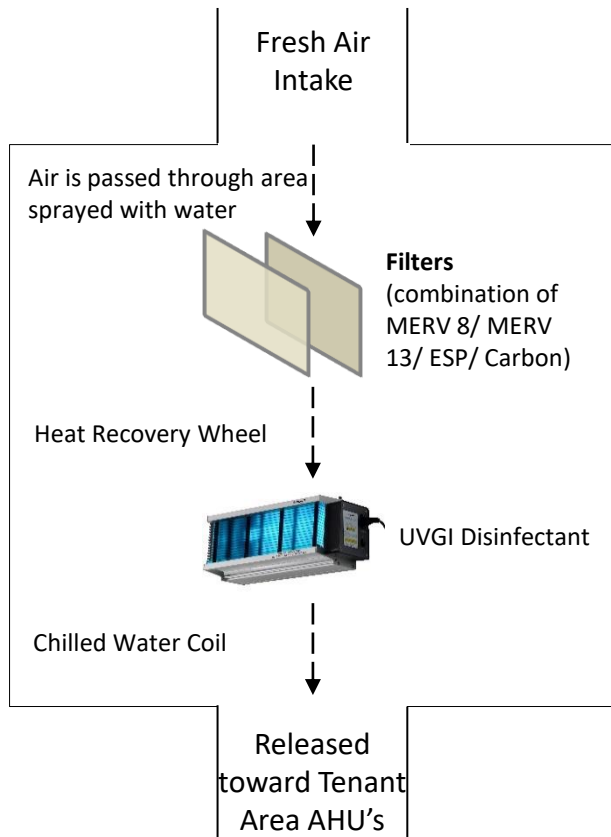 Fresh Air
Intake
Air is passed through area
sprayed with water
Filters
(combination of
MERV 8/ MERV
13/ ESP/ Carbon)
Heat Recovery Wheel
UVGI Disinfectant
Chilled Water Coil
Released
toward Tenant
Area AHU's